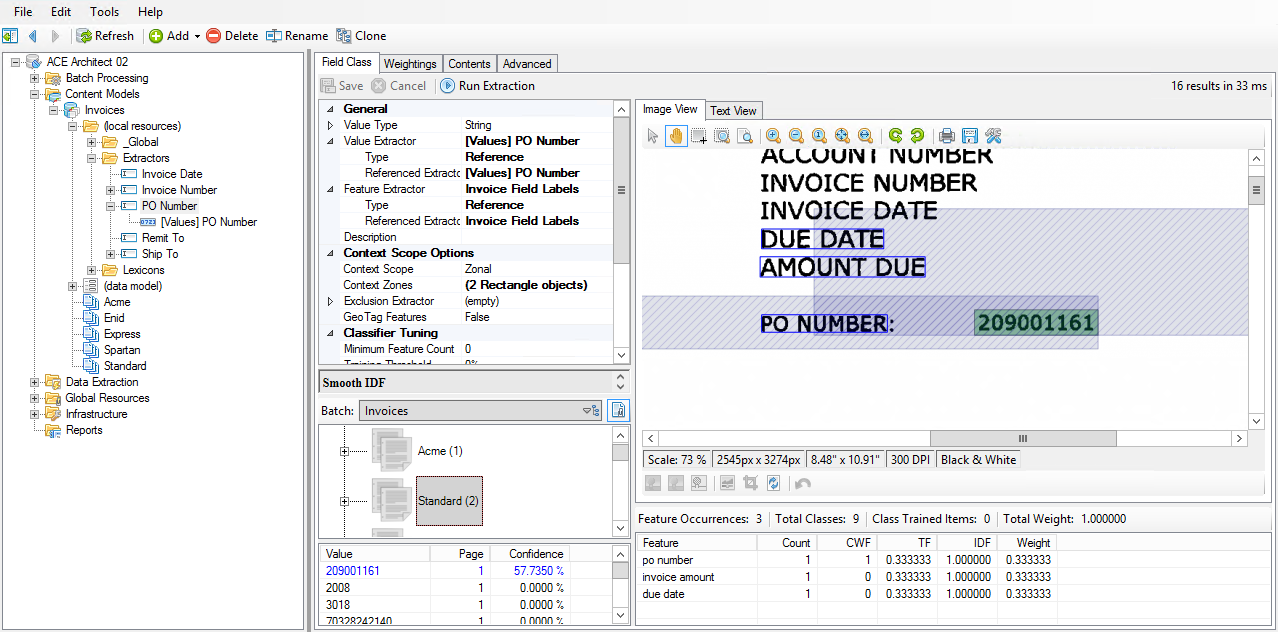 File Edit Tools Help
Refresh Add Delete Rename Clone
ACE Architect 02
Batch Processing
Content Models
Invoices
(local resources)
_Global
Extractors
Invoice Date
Invoice Number
PO Number
[Values] PO Number
Remit To
Ship To
Lexicons
(data model)
Acme
Enid
Express
Spartan
Standard
Data Extraction
Global Resources
Infrastructure
Reports
Field Class Weightings Contents Advanced
Save Cancel Run Extraction 16 results in 33 ms
General
Value Type String
Value Extractor [Values] PO Number
Type Reference
Referenced Extractc [Values] PO Number
Feature Extractor Invoice Field Labels
Type Reference
Referenced Extractc Invoice Field Labels
Description
Context Scope Options
Context Scope Zonal
Context Zones (2 Rectangle objects)
Exclusion Extractor (empty)
GeoTag Features False
Classifier Tuning
Minimum Feature Count 0
Training Threshold 0%
Smooth IDF
Batch: Invoices
Acme (1)
Standard (2)
Value Page Confidence
209001161 1 57.7350 %
2008 1 0.0000 %
3018 1 0.0000 %
70328242140 1 0.0000 %
Image View Text View
ACCOUNT NUMBER
INVOICE NUMBER
INVOICE DATE
DUE DATE
AMOUNT DUE
PO NUMBER: 209001161
Scale: 73 % 2545px x 3274px 8.48" x 10.91" 300 DPI Black & White
Feature Occurrences: 3 Total Classes: 9 Class Trained Items: 0 Total Weight: 1.000000
Feature Count CWF TF IDF Weight
po number 1 1 0.333333 1.000000 0.333333
invoice amount 1 0 0.333333 1.000000 0.333333
due date 1 0 0.333333 1.000000 0.333333